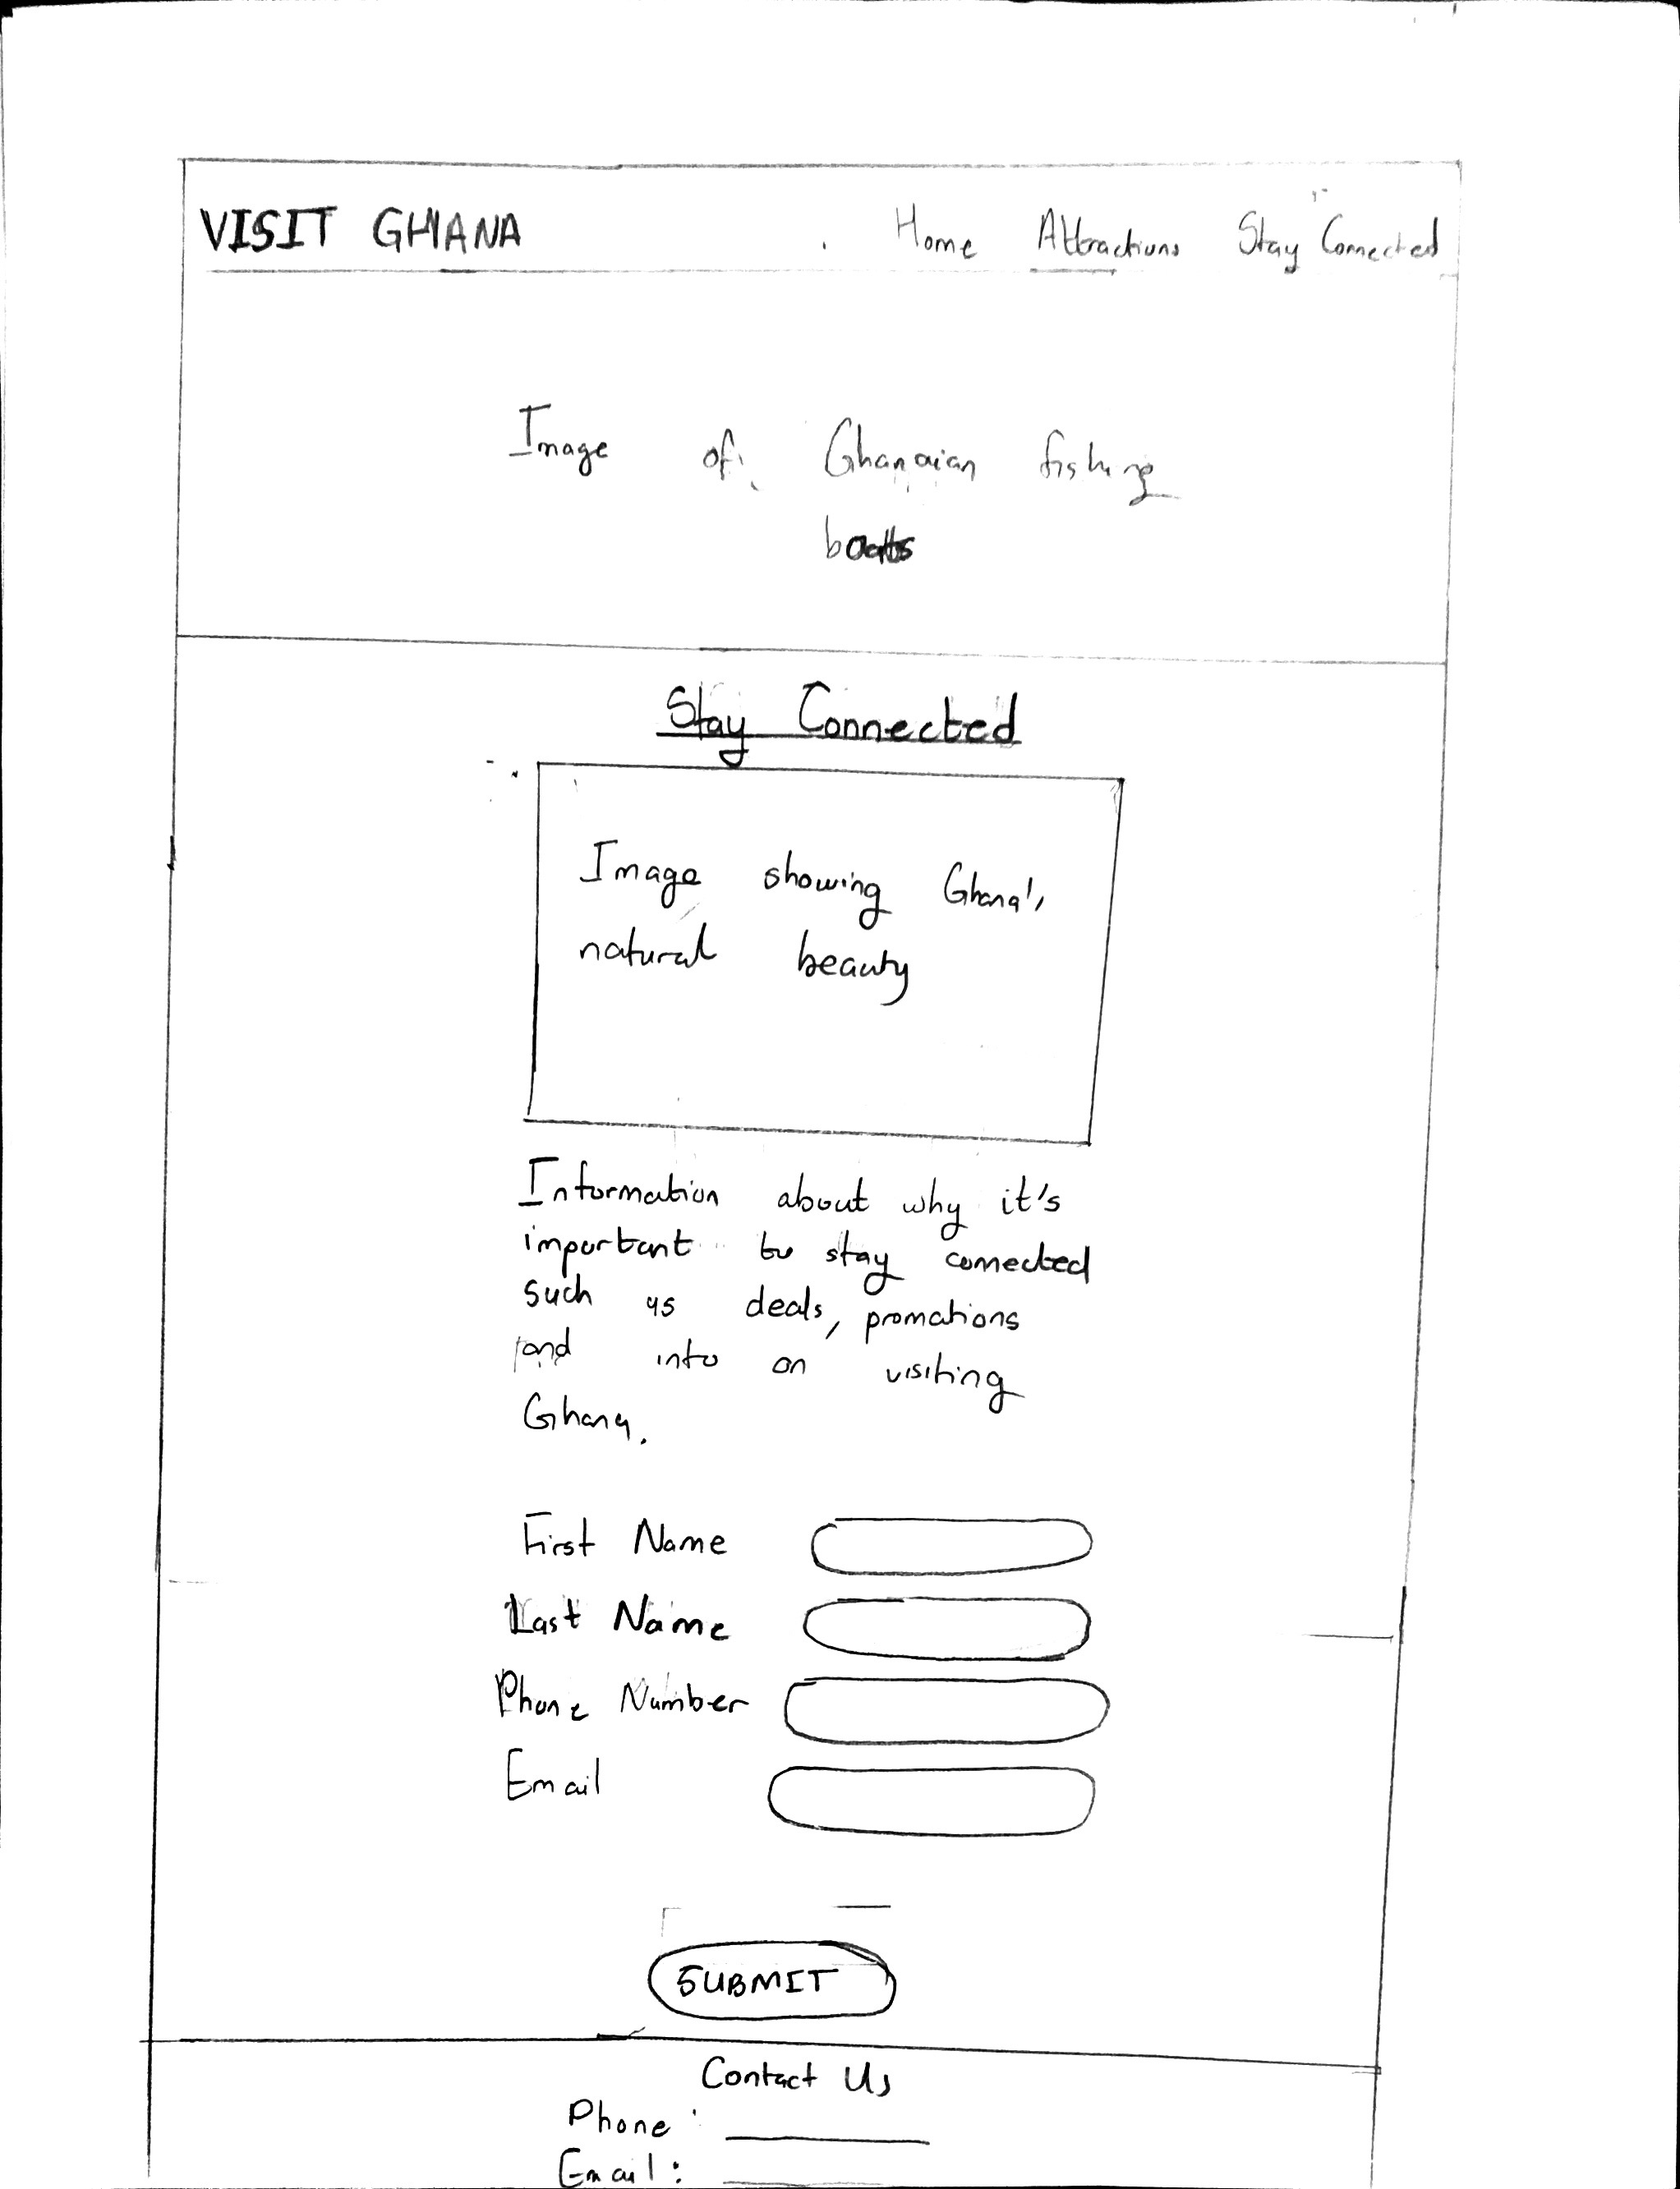 VISIT GHANA
Home Attractions Stay Connected
Image of Ghanaian fishing
boats
Stay Connected
Image showing Ghana's
natural beauty
Information about why it's
important to stay connected
such as deals, promations
and into on visiting
Ghana.
First Name
Last Name
Phone Number
Email
SUBMIT
Contact Us
Phone :
Email :